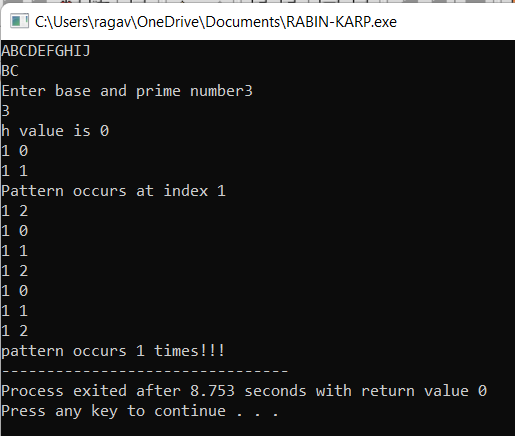 C:\Users\ragav\OneDrive\Documents\RABIN-KARP.exe
ABCDEFGHIJ
BC
Enter base and prime number3
3
h value is 0
1 0
1 1
Pattern occurs at index 1
1 2
1 0
1 1
1 2
1 0
1 1
1 2
pattern occurs 1 times!!!
--------------------------------
Process exited after 8.753 seconds with return value 0
Press any key to continue . . .